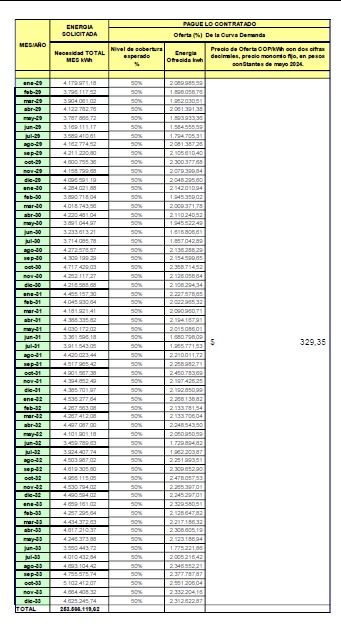 ENERGIA SOLICITADA
PAGUE LO CONTRATADO
Oferta (%) De la Curva Demanda
MES/AÑO
Necesidad TOTAL MES kWh
Nivel de cobertura esperado %
Energía Ofrecida kwh
Precio de Oferta COP/kWh con dos cifras decimales, precio monomio fijo, en pesos constantes de mayo 2024.
ene-29 4.179.971,18 50% 2.089.985,59
feb-29 3.796.117,52 50% 1.898.058,76
mar-29 3.904.061,02 50% 1.952.030,51
abr-29 4.122.782,76 50% 2.061.391,38
may-29 3.787.866,72 50% 1.893.933,36
jun-29 3.169.111,17 50% 1.584.555,59
jul-29 3.589.410,61 50% 1.794.705,31
ago-29 4.162.774,52 50% 2.081.387,26
sep-29 4.211.220,80 50% 2.105.610,40
oct-29 4.600.755,36 50% 2.300.377,68
nov-29 4.158.799,68 50% 2.079.399,84
dic-29 4.096.591,19 50% 2.048.295,60
ene-30 4.284.021,88 50% 2.142.010,94
feb-30 3.890.718,04 50% 1.945.359,02
mar-30 4.018.743,56 50% 2.009.371,78
abr-30 4.220.481,04 50% 2.110.240,52
may-30 3.891.044,97 50% 1.945.522,49
jun-30 3.233.613,21 50% 1.616.806,61
jul-30 3.714.085,78 50% 1.857.042,89
ago-30 4.272.576,57 50% 2.136.288,29
sep-30 4.309.199,29 50% 2.154.599,65
oct-30 4.717.429,03 50% 2.358.714,52
nov-30 4.252.117,27 50% 2.126.058,64
dic-30 4.216.588,68 50% 2.108.294,34
ene-31 4.455.157,30 50% 2.227.578,65
feb-31 4.045.930,64 50% 2.022.965,32
mar-31 4.181.921,41 50% 2.090.960,71
abr-31 4.388.335,82 50% 2.194.167,91
may-31 4.030.172,02 50% 2.015.086,01
jun-31 3.361.596,18 50% 1.680.798,09
jul-31 3.911.543,05 50% 1.955.771,53 $ 329,35
ago-31 4.420.023,44 50% 2.210.011,72
sep-31 4.517.965,42 50% 2.258.982,71
oct-31 4.901.567,38 50% 2.450.783,69
nov-31 4.394.852,49 50% 2.197.426,25
dic-31 4.385.701,97 50% 2.192.850,99
ene-32 4.536.277,64 50% 2.268.138,82
feb-32 4.267.563,08 50% 2.133.781,54
mar-32 4.267.412,08 50% 2.133.706,04
abr-32 4.497.087,00 50% 2.248.543,50
may-32 4.101.901,18 50% 2.050.950,59
jun-32 3.459.789,63 50% 1.729.894,82
jul-32 3.924.407,74 50% 1.962.203,87
ago-32 4.503.987,02 50% 2.251.993,51
sep-32 4.619.305,80 50% 2.309.652,90
oct-32 4.956.115,05 50% 2.478.057,53
nov-32 4.530.794,02 50% 2.265.397,01
dic-32 4.490.594,02 50% 2.245.297,01
ene-33 4.659.161,02 50% 2.329.580,51
feb-33 4.257.295,64 50% 2.128.647,82
mar-33 4.434.372,63 50% 2.217.186,32
abr-33 4.617.210,37 50% 2.308.605,19
may-33 4.246.373,88 50% 2.123.186,94
jun-33 3.550.443,72 50% 1.775.221,86
jul-33 4.010.432,84 50% 2.005.216,42
ago-33 4.693.104,42 50% 2.346.552,21
sep-33 4.755.575,74 50% 2.377.787,87
oct-33 5.102.412,07 50% 2.551.206,04
nov-33 4.664.408,32 50% 2.332.204,16
dic-33 4.625.245,74 50% 2.312.622,87
TOTAL 253.566.119,62